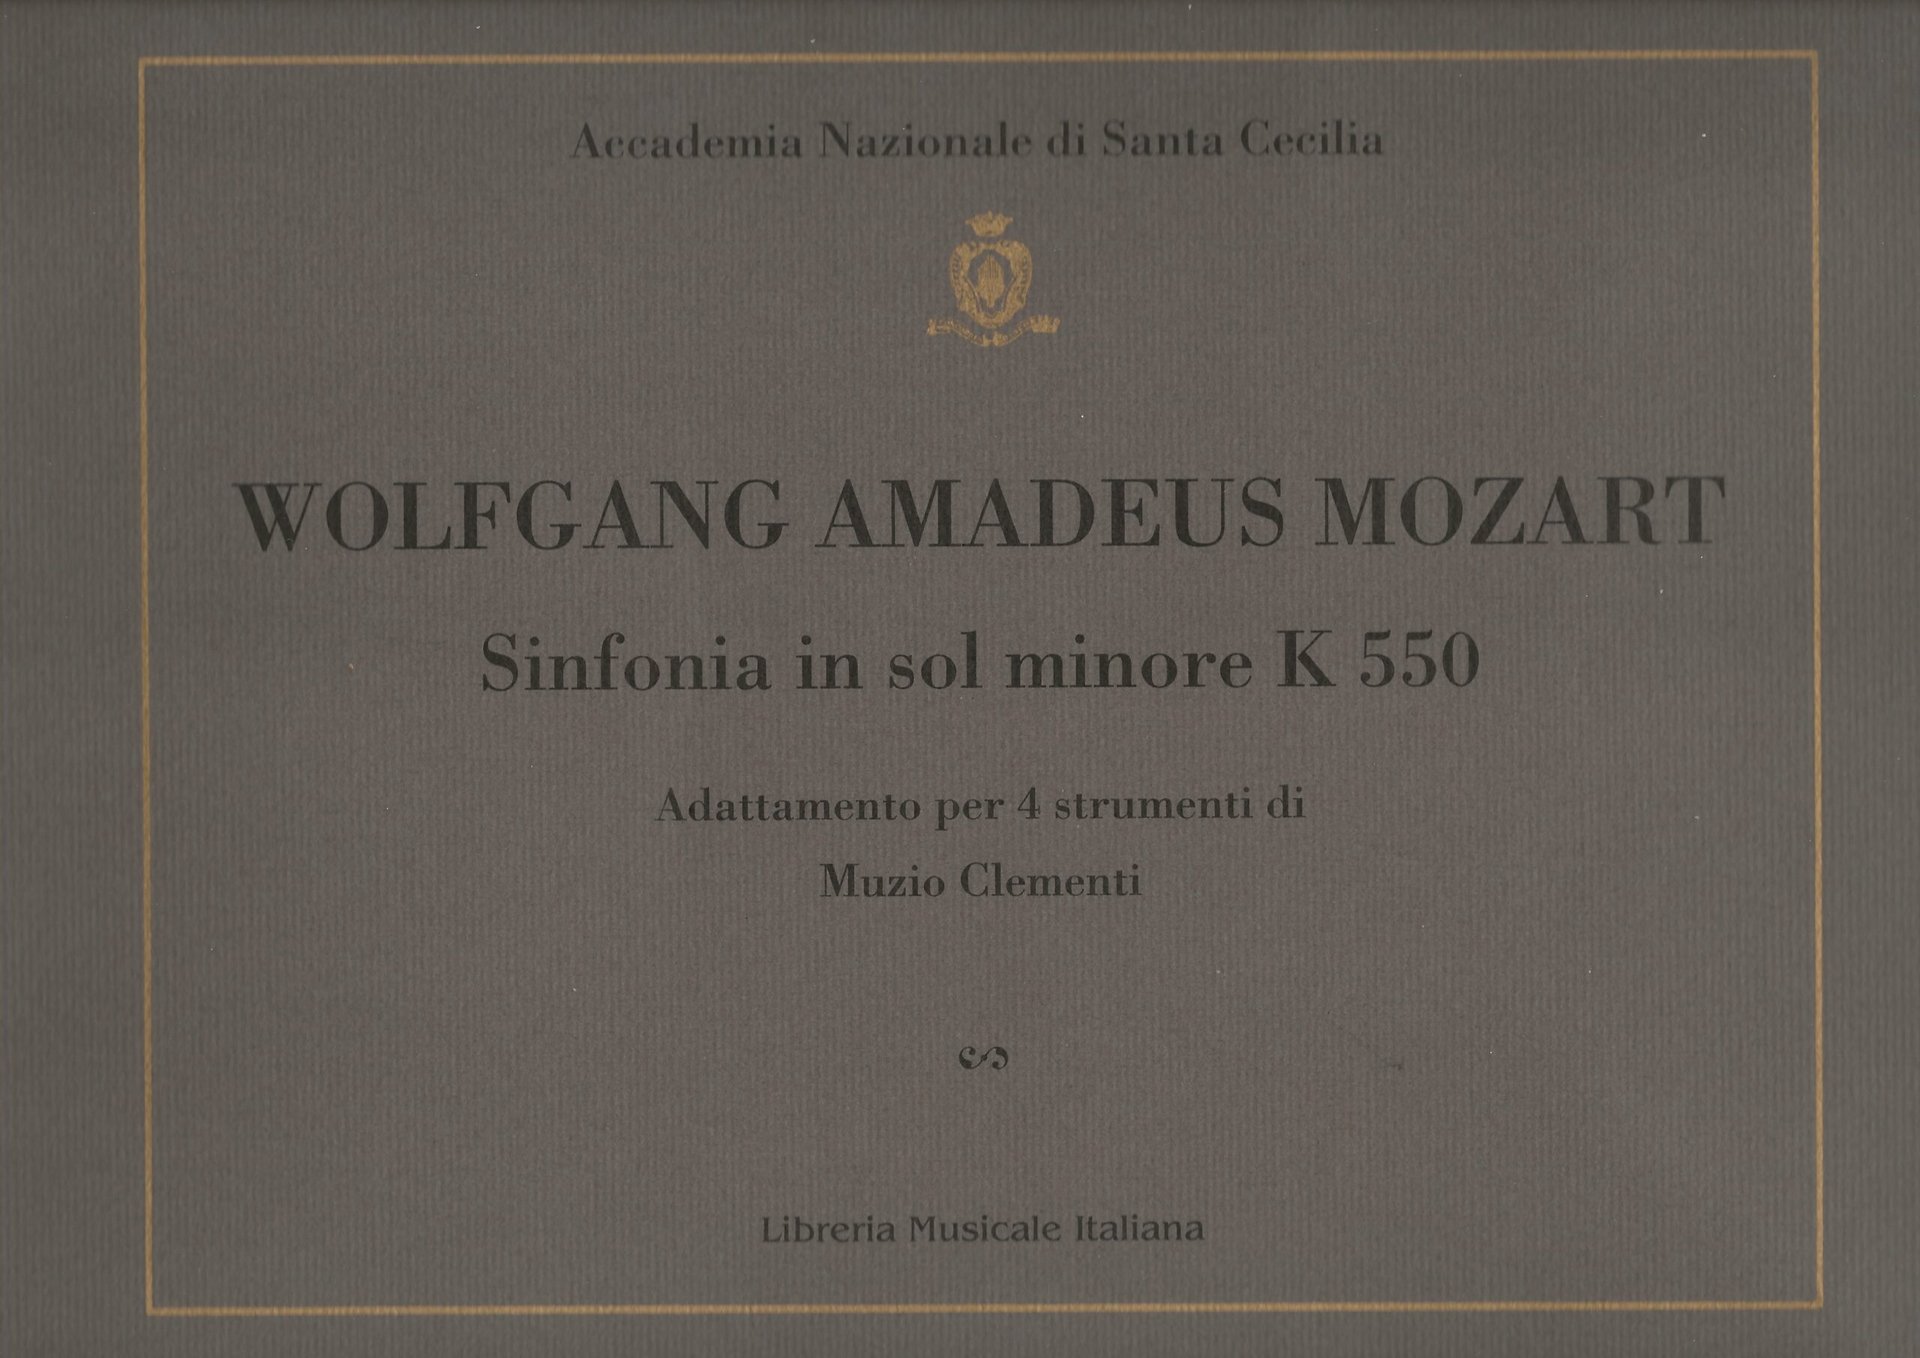 Accademia Nazionale di Santa Cecilia
WOLFGANG AMADEUS MOZART
Sinfonia in sol minore K 550
Adattamento per 4 strumenti di
Muzio Clementi
Libreria Musicale Italiana